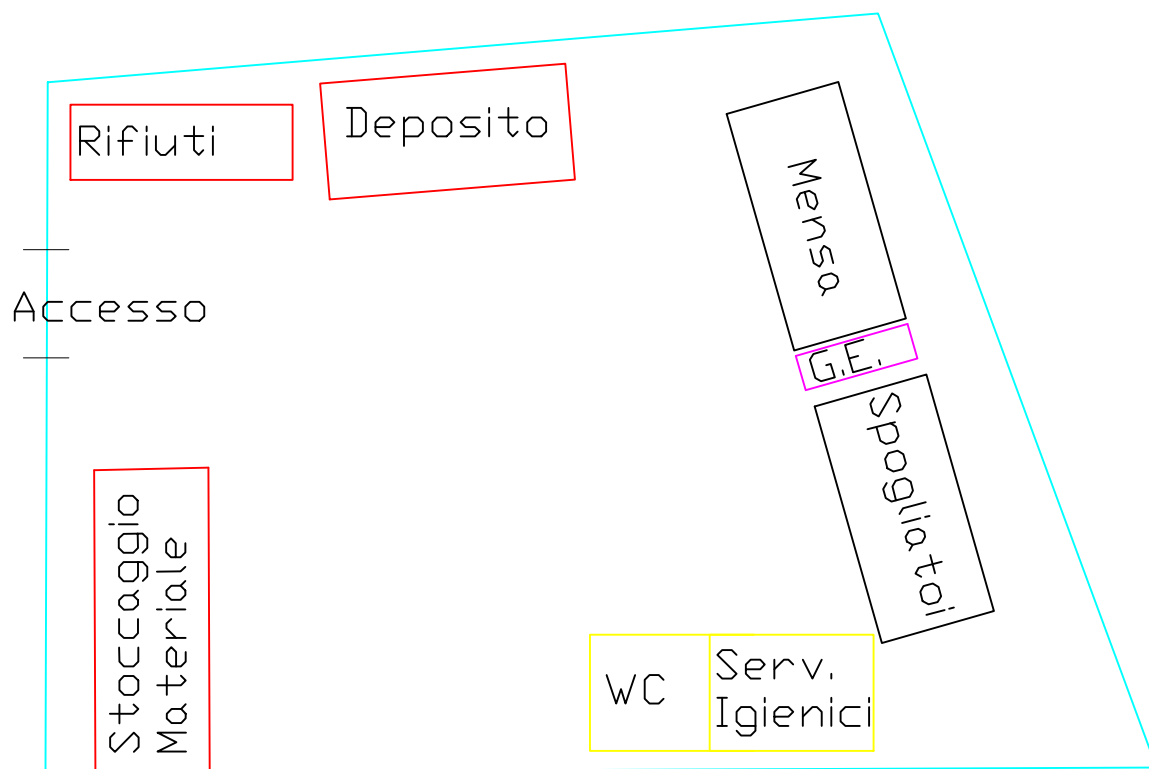 Rifiuti
Deposito
Mensa
Accesso
G.E.
Spogliatoi
Stoccaggio
Materiale
WC
Serv.
Igienici